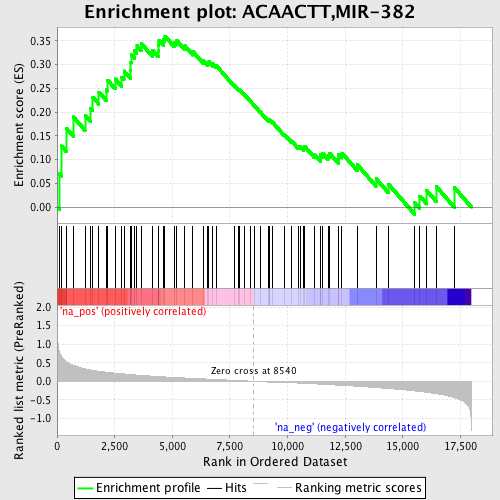 Enrichment plot: ACAACTT,MIR-382
Enrichment score (ES)
0.35
0.30
0.25
0.20
0.15
0.10
0.05
0.00
'na_pos' (positively correlated)
Ranked list metric (PreRanked)
2.0
1.5
1.0
0.5
0.0
-0.5
-1.0
Zero cross at 8540
'na_neg' (negatively correlated)
0 2,500 5,000 7,500 10,000 12,500 15,000 17,500
Rank in Ordered Dataset
Enrichment profile Hits Ranking metric scores